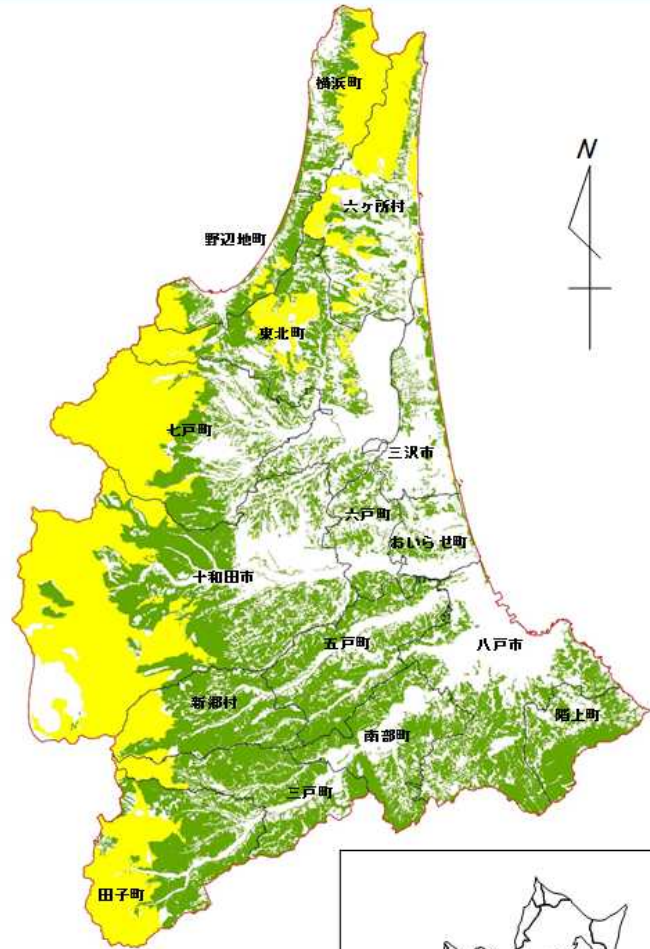 横浜町
N
六ヶ所村
野辺地町
東北町
七戸町
三沢市
六戸町
おいらせ町
十和田市
五戸町
八戸市
新郷村
階上町
南部町
三戸町
田子町